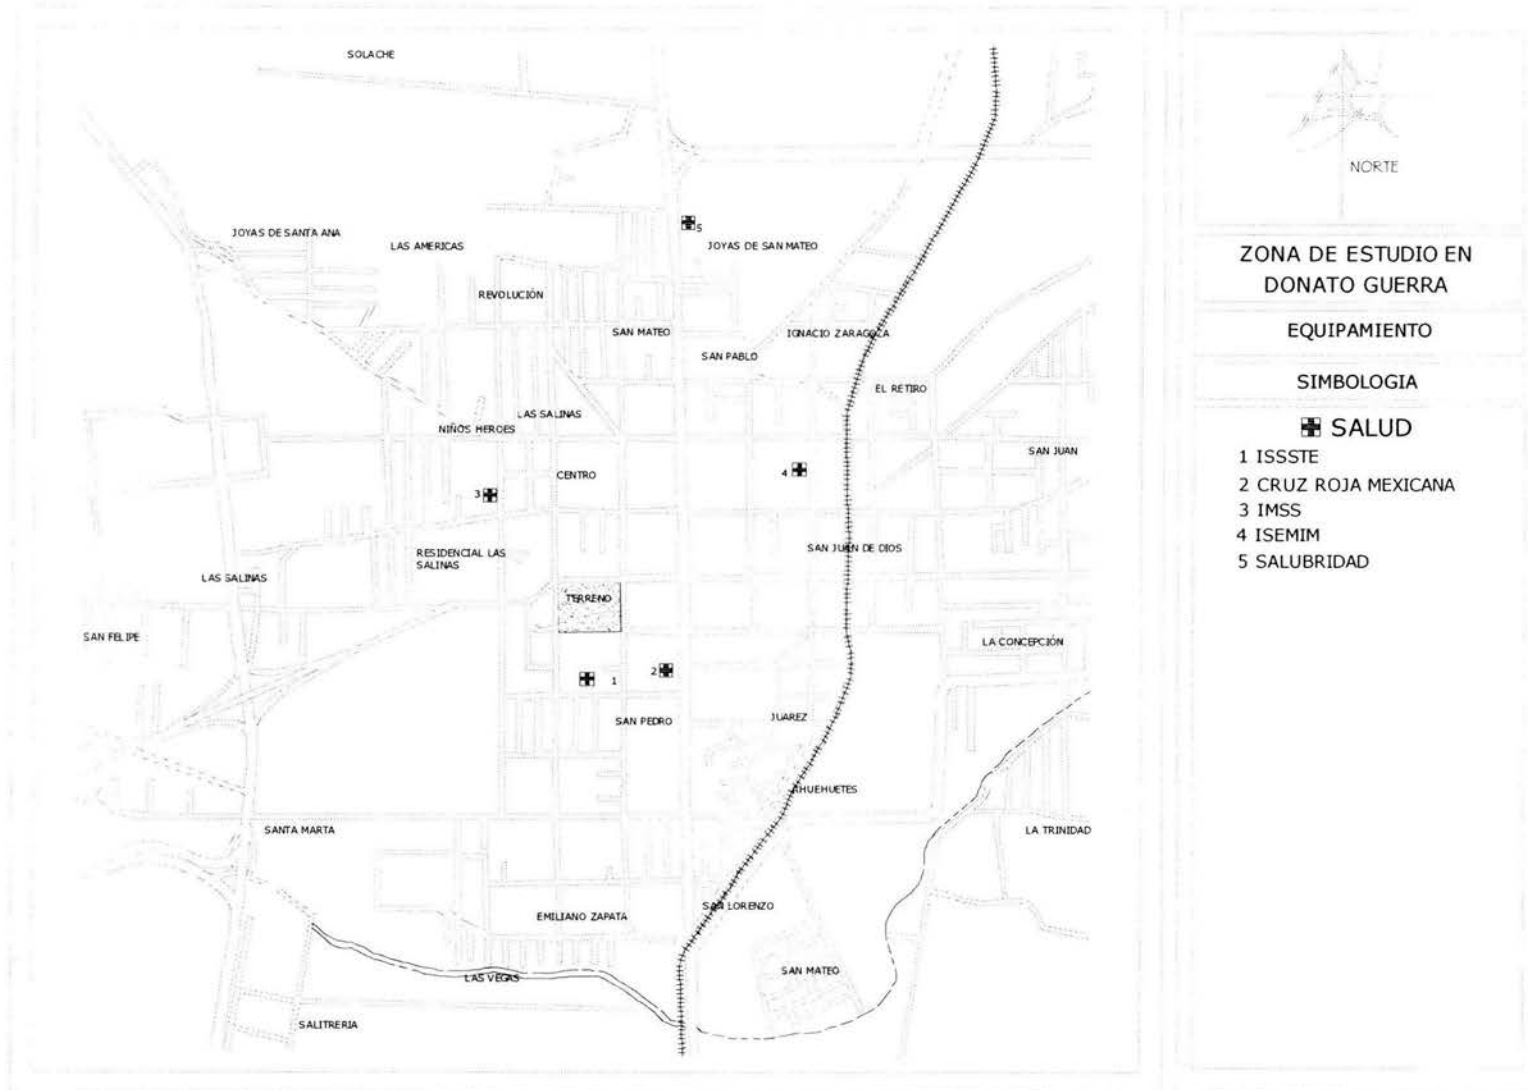 SOLACHE
5
JOYAS DE SANTA ANA
LAS AMERICAS
JOYAS DE SAN MATEO
REVOLUCIÓN
SAN MATEO
IGNACIO ZARAGOZA
SAN PABLO
EL RETIRO
LAS SALINAS
NIÑOS HEROES
SAN JUAN
CENTRO
4
3
RESIDENCIAL LAS
SALINAS
SAN JUAN DE DIOS
LAS SALINAS
TERRENO
SAN FELIPE
LA CONCEPCIÓN
2
1
SAN PEDRO
JUAREZ
AHUEHUETES
SANTA MARTA
LA TRINIDAD
SAN LORENZO
EMILIANO ZAPATA
SAN MATEO
LAS VEGAS
SALITRERIA
NORTE
ZONA DE ESTUDIO EN
DONATO GUERRA
EQUIPAMIENTO
SIMBOLOGIA
SALUD
1 ISSSTE
2 CRUZ ROJA MEXICANA
3 IMSS
4 ISEMIM
5 SALUBRIDAD